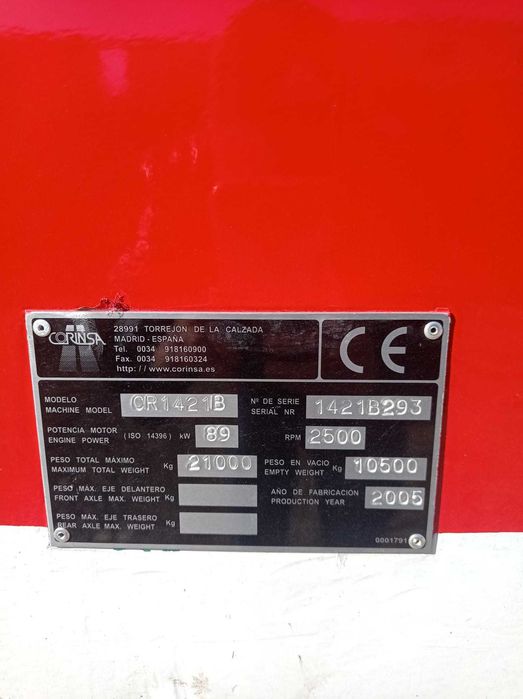 CORINSA
28991 TORREJON DE LA CALZADA
MADRID - ESPAÑA
Tel. 0034 918160900
Fax. 0034 918160324
http: // www.corinsa.es
CE
MODELO
MACHINE MODEL CR1421B
Nº DE SERIE
SERIAL NR 1421B293
POTENCIA MOTOR
ENGINE POWER (ISO 14396) kW 89
RPM 2500
PESO TOTAL MÁXIMO
MAXIMUM TOTAL WEIGHT Kg 21000
PESO EN VACIO
EMPTY WEIGHT Kg 10500
PESO MÁX. EJE DELANTERO
FRONT AXLE MAX. WEIGHT Kg
AÑO DE FABRICACIÓN
PRODUCTION YEAR 2005
PESO MAX. EJE TRASERO
REAR AXLE MAX. WEIGHT Kg
0001791